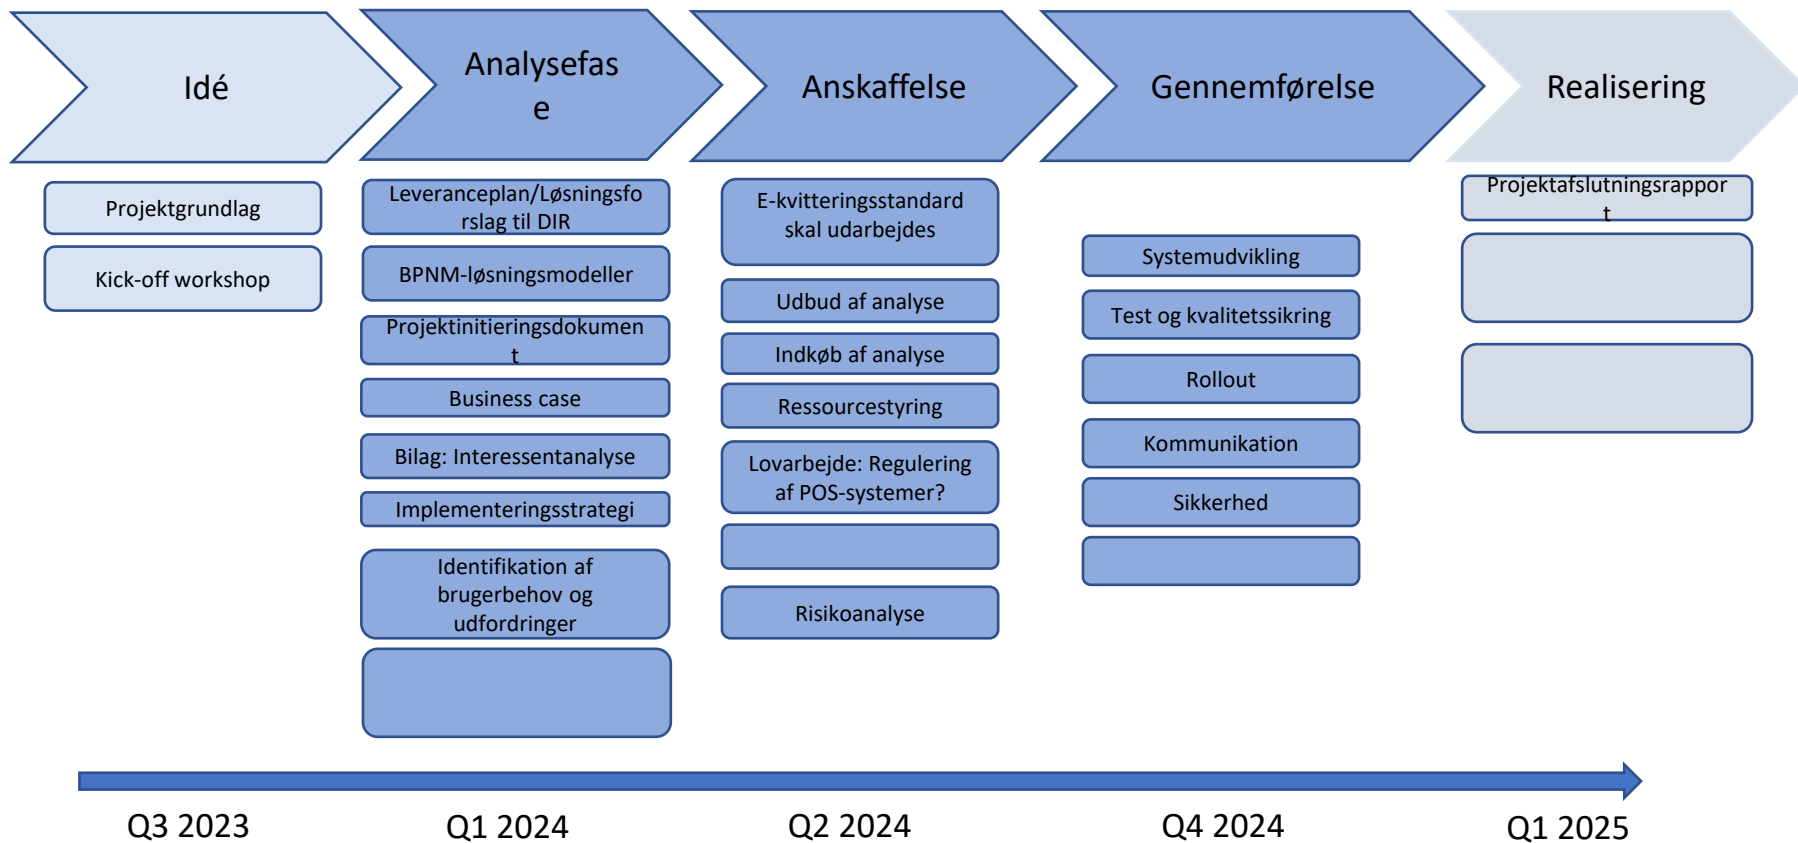 Idé
Analysefas
e
Anskaffelse
Gennemførelse
Realisering
Projektgrundlag
Kick-off workshop
Leveranceplan/Løsningsfo
rslag til DIR
BPNM-løsningsmodeller
Projektinitieringsdokumen
t
Business case
Bilag: Interessentanalyse
Implementeringsstrategi
Identifikation af
brugerbehov og
udfordringer
E-kvitteringsstandard
skal udarbejdes
Udbud af analyse
Indkøb af analyse
Ressourcestyring
Lovarbejde: Regulering
af POS-systemer?
Risikoanalyse
Systemudvikling
Test og kvalitetssikring
Rollout
Kommunikation
Sikkerhed
Projektafslutningsrappor
t
Q3 2023
Q1 2024
Q2 2024
Q4 2024
Q1 2025